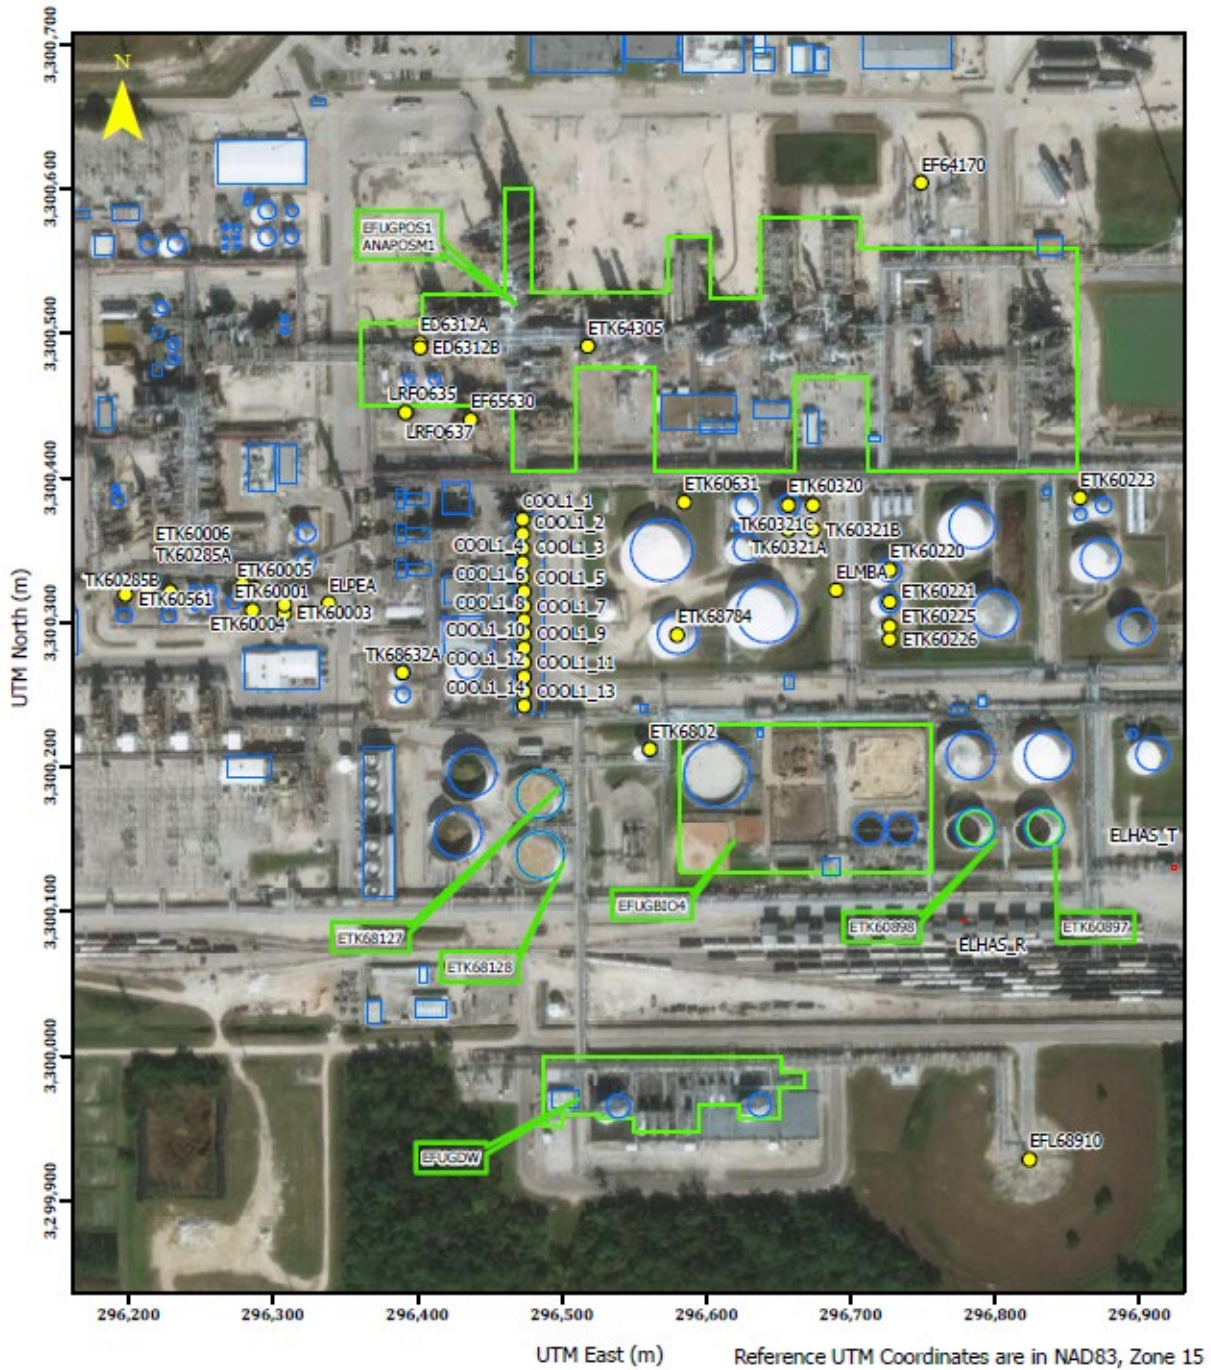 3,300,700
N
EF64170
3,300,600
EFUGPOS1
ANAPOSM1
3,300,500
ED6312A
ED6312B
ETK64305
LRFO635
EF65630
LRFO637
3,300,400
ETK60631
ETK60320
ETK60223
COOL1_1
COOL1_2
TK60321C
TK60321B
ETK60006
TK60285A
COOL1_4
COOL1_3
TK60321A
ETK60220
ETK60005
COOL1_6
COOL1_5
ELMBA
TK60285B
ETK60561
ETK60001
ELPEA
ETK60221
COOL1_8
COOL1_7
ETK60003
3,300,300
ETK60004
ETK68784
ETK60225
COOL1_10
COOL1_9
ETK60226
TK68632A
COOL1_12
COOL1_11
COOL1_14
COOL1_13
UTM North (m)
ETK6802
3,300,200
ELHAS_T
EFUGBIO4
3,300,100
ETK68127
ETK60898
ETK60897
ELHAS_R
ETK68128
3,300,000
EFUGDW
EFL68910
3,299,900
296,200
296,300
296,400
296,500
296,600
296,700
296,800
296,900
UTM East (m)
Reference UTM Coordinates are in NAD83, Zone 15